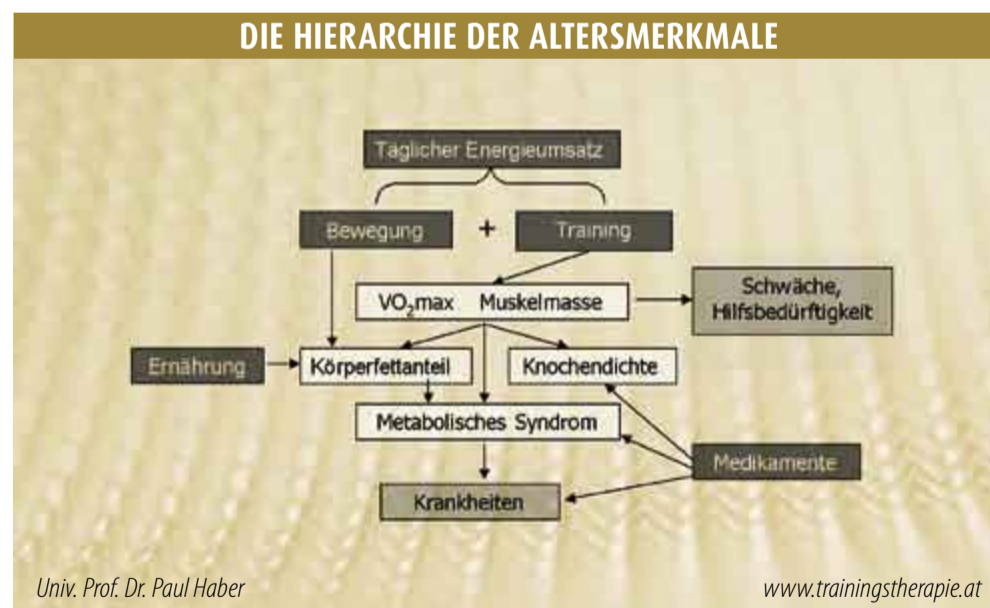 DIE HIERARCHIE DER ALTERSMERKMALE
Täglicher Energieumsatz
Bewegung + Training
VO₂max Muskelmasse
Schwäche,
Hilfsbedürftigkeit
Ernährung
Körperfettanteil
Knochendichte
Metabolisches Syndrom
Medikamente
Krankheiten
Univ. Prof. Dr. Paul Haber
www.trainingstherapie.at